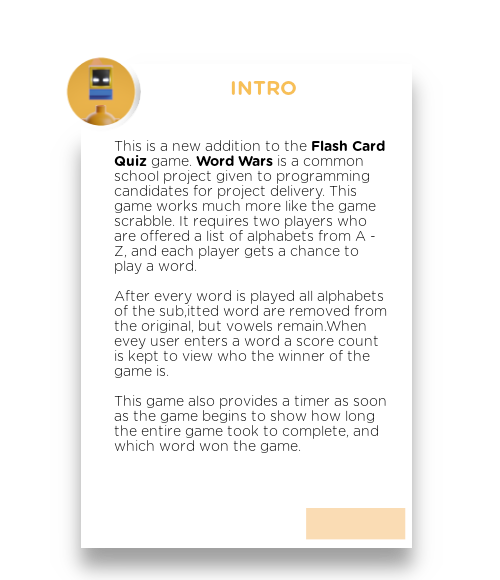 INTRO
This is a new addition to the Flash Card
Quiz game. Word Wars is a common
school project given to programming
candidates for project delivery. This
game works much more like the game
scrabble. It requires two players who
are offered a list of alphabets from A -
Z, and each player gets a chance to
play a word.
After every word is played all alphabets
of the sub,itted word are removed from
the original, but vowels remain.When
evey user enters a word a score count
is kept to view who the winner of the
game is.
This game also provides a timer as soon
as the game begins to show how long
the entire game took to complete, and
which word won the game.